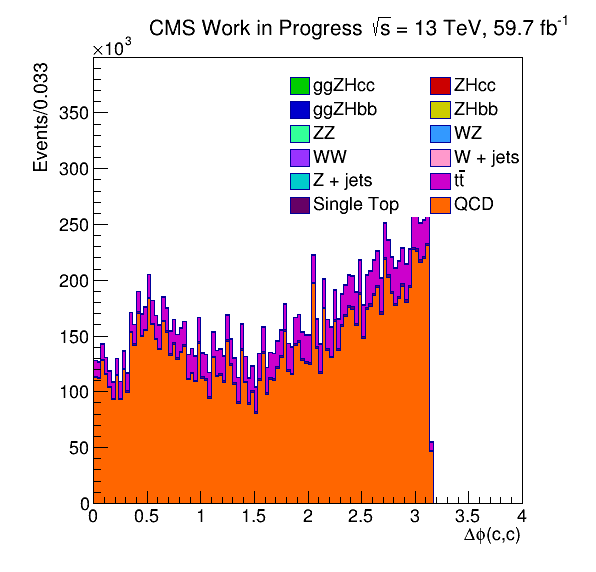 CMS Work in Progress √s = 13 TeV, 59.7 fb⁻¹
×10³
Events/0.033
ggZHcc ZHcc
ggZHbb ZHbb
ZZ WZ
WW W + jets
Z + jets tt̄
Single Top QCD
350
300
250
200
150
100
50
0
0 0.5 1 1.5 2 2.5 3 3.5 4
Δϕ(c,c)